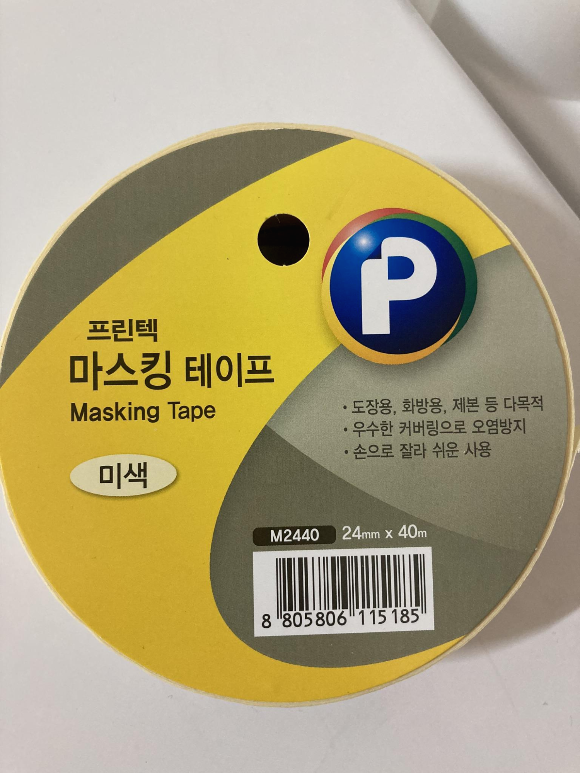 P
프린텍
마스킹 테이프
Masking Tape
미색
· 도장용, 화방용, 제본 등 다목적
· 우수한 커버링으로 오염방지
· 손으로 잘라 쉬운 사용
M2440 24mm x 40m
8 805806 115185